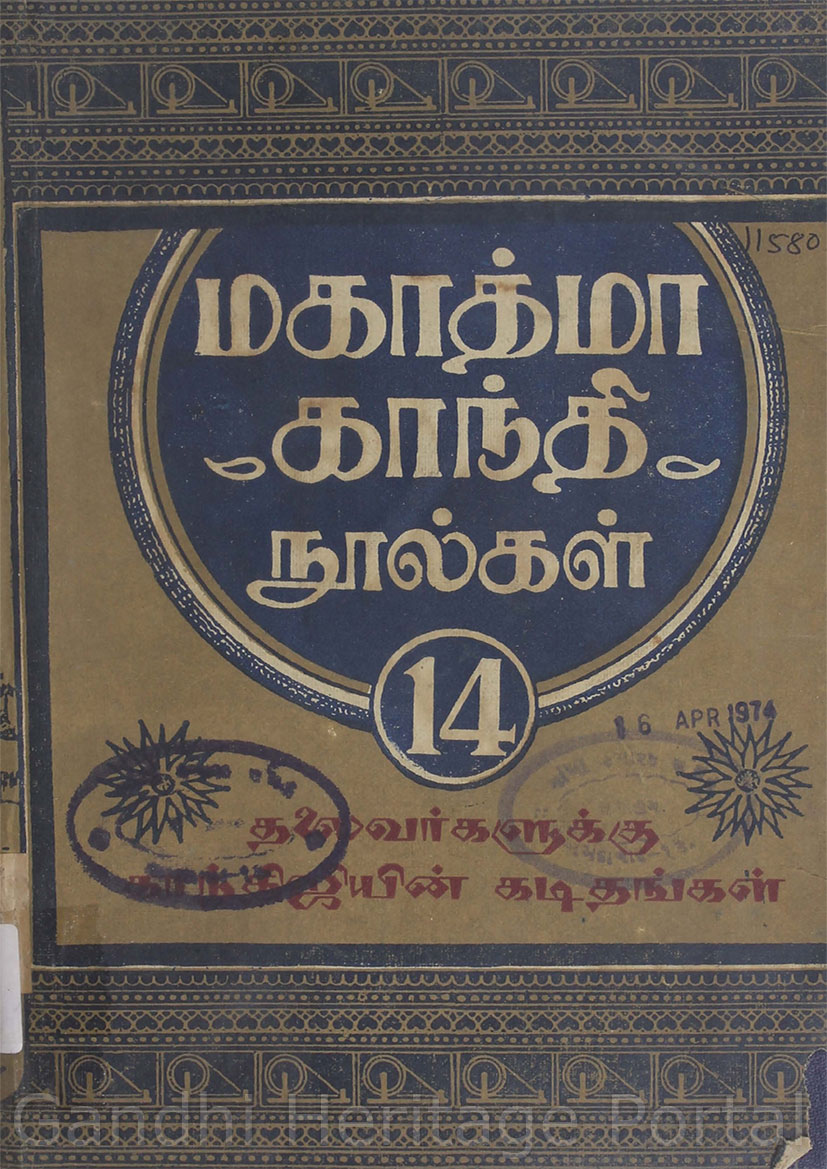 11580
மகாத்மா
காந்தி
நூல்கள்
14
16 APR 1974
தலைவர்களுக்கு
காந்திஜியின் கடிதங்கள்
Gandhi Heritage Portal